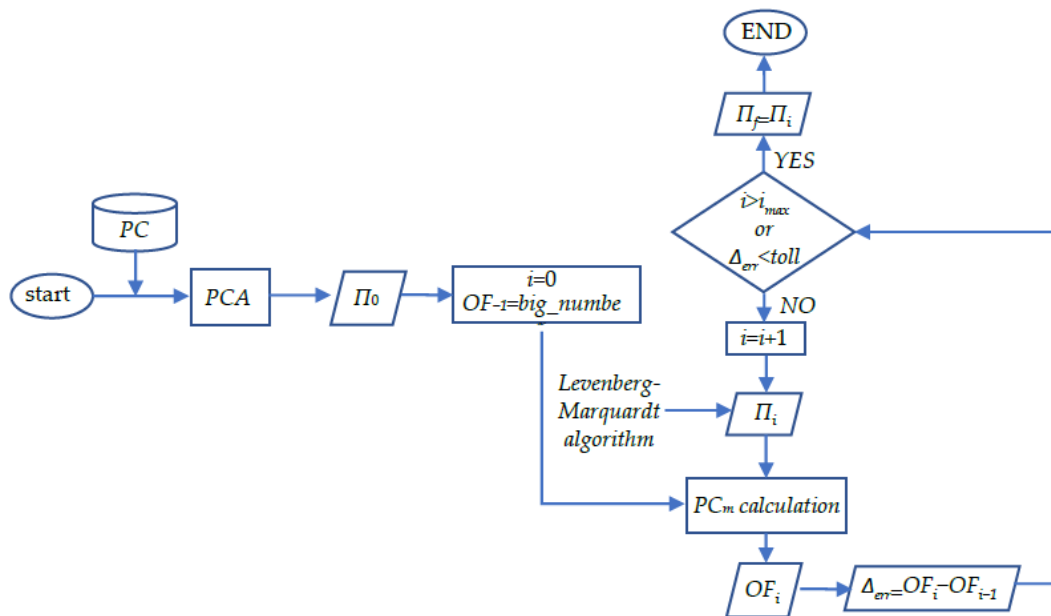 END
Π_f=Π_i
YES
i>i_max
or
Δ_err<toll
NO
i=i+1
PC
start
PCA
Π₀
i=0
OF₋₁=big_numbe
Levenberg-
Marquardt
algorithm
Π_i
PC_m calculation
OF_i
Δ_err=OF_i−OF_i−1